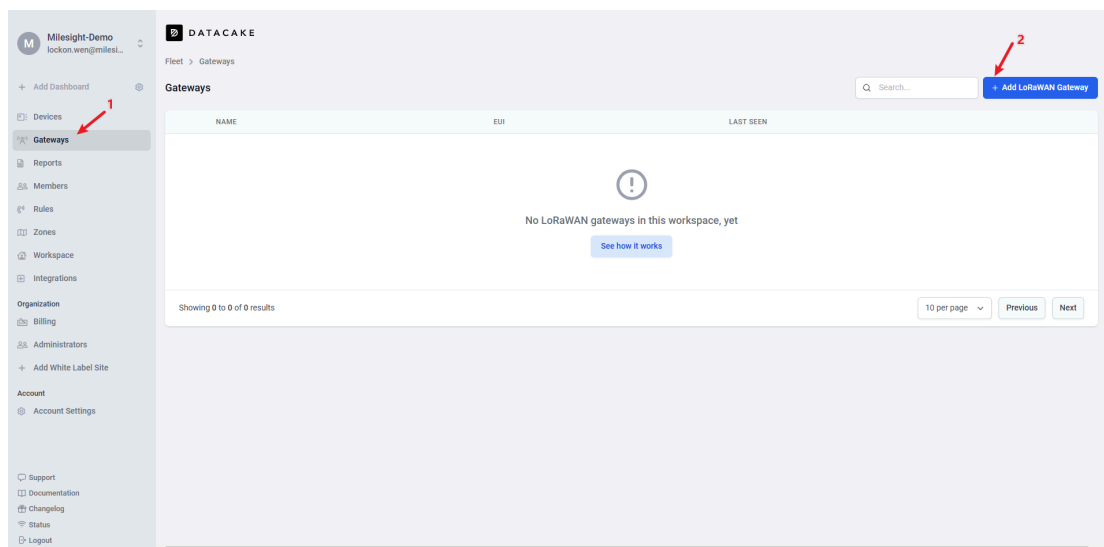 M
Milesight-Demo
lockon.wen@milesi...
+ Add Dashboard
1
Devices
Gateways
Reports
Members
Rules
Zones
Workspace
Integrations
Organization
Billing
Administrators
+ Add White Label Site
Account
Account Settings
Support
Documentation
Changelog
Status
Logout
DATACAKE
Fleet > Gateways
2
Gateways
Search...
+ Add LoRaWAN Gateway
NAME EUI LAST SEEN
No LoRaWAN gateways in this workspace, yet
See how it works
Showing 0 to 0 of 0 results
10 per page
Previous
Next